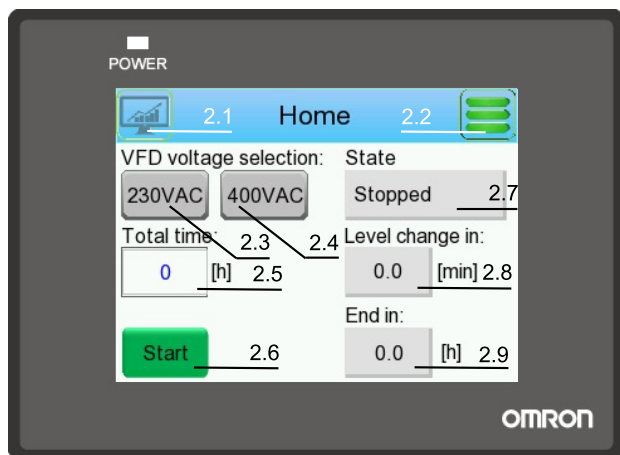 POWER
2.1 Home 2.2
VFD voltage selection: State
230VAC 400VAC Stopped 2.7
Total time: 2.3 2.4 Level change in:
0 [h] 2.5 0.0 [min] 2.8
End in:
Start 2.6 0.0 [h] 2.9
OMRON